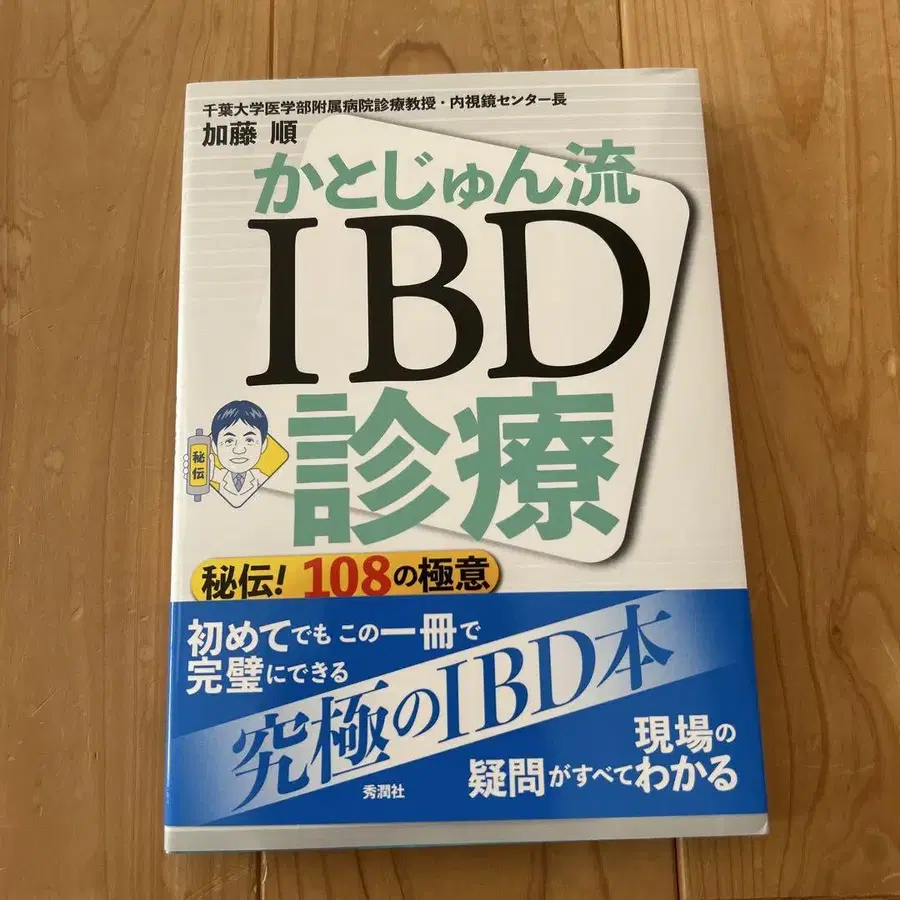 千葉大学医学部附属病院診療教授・内視鏡センター長
加藤 順
かとじゅん流
IBD
診療
秘伝
秘伝! 108の極意
初めてでもこの一冊で
完璧にできる
究極のIBD本
現場の
疑問がすべてわかる
秀潤社